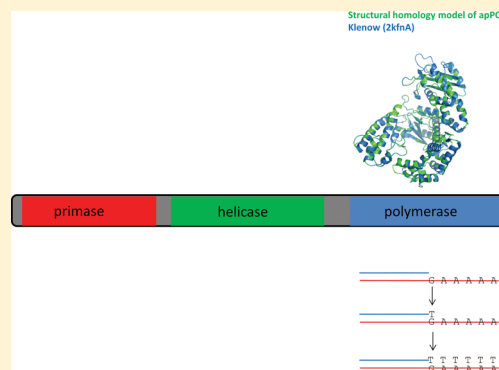 Structural homology model of apPO
Klenow (2kfnA)
primase helicase polymerase
G A A A A A
T
G A A A A A
T T T T T T
G A A A A A